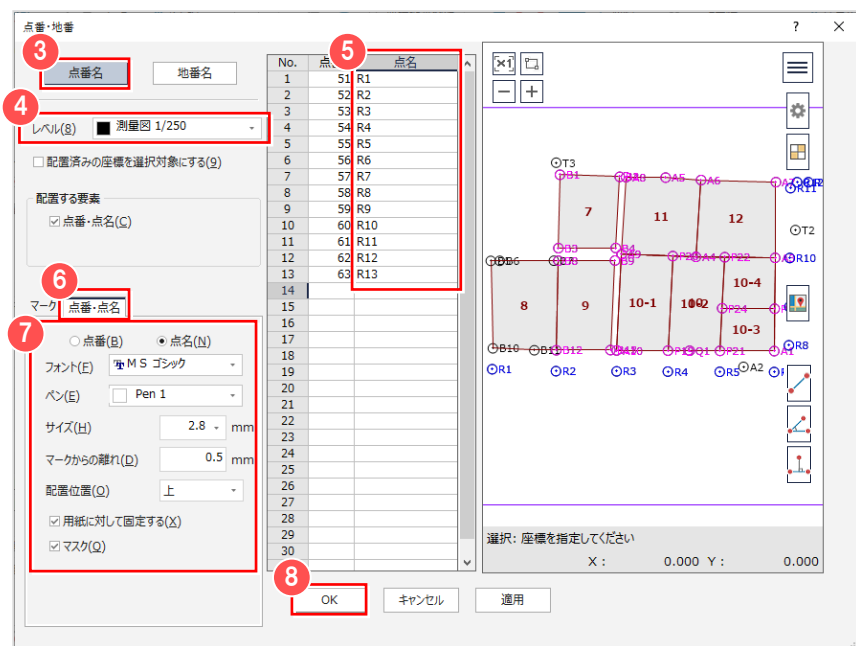 点番・地番
? ×
3
点番名 地番名
4
レベル(8) 測量図 1/250
配置済みの座標を選択対象にする(9)
配置する要素
点番・点名(C)
6
マーク 点番・点名
7
点番(B) 点名(N)
フォント(F) MS ゴシック
ペン(E) Pen 1
サイズ(H) 2.8 mm
マークからの離れ(D) 0.5 mm
配置位置(O) 上
用紙に対して固定する(X)
マスク(Q)
5
No. 点名
1 51 R1
2 52 R2
3 53 R3
4 54 R4
5 55 R5
6 56 R6
7 57 R7
8 58 R8
9 59 R9
10 60 R10
11 61 R11
12 62 R12
13 63 R13
14
15
16
17
18
19
20
21
22
23
24
25
26
27
28
29
30
×1
T3
B1 A5 A6
R11
7 11 12
T2
B3 B4
A4 P22 R10
10-4
8 9 10-1
P24
10-3
B10 B12 P21 A1 R8
R1 R2 R3 R4 R5 A2
選択: 座標を指定してください
X : 0.000 Y : 0.000
8
OK キャンセル 適用